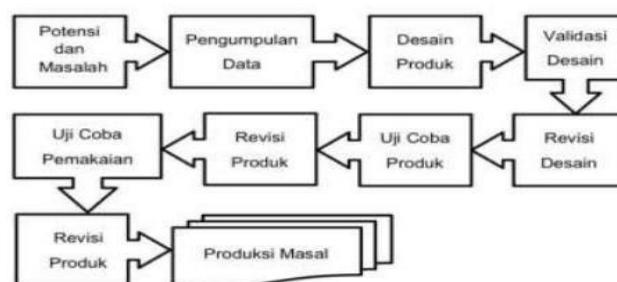 Potensi
dan
Masalah
Pengumpulan
Data
Desain
Produk
Validasi
Desain
Revisi
Desain
Uji Coba
Produk
Revisi
Produk
Uji Coba
Pemakaian
Revisi
Produk
Produksi Masal